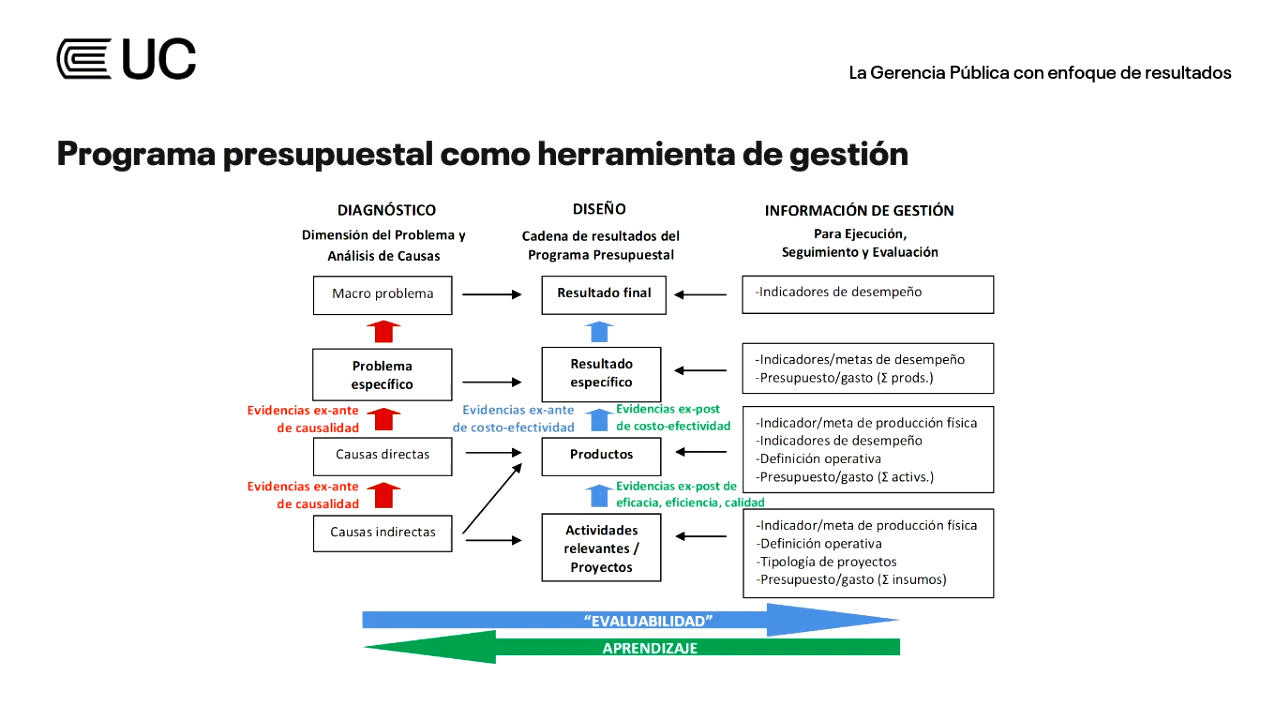 UC
La Gerencia Pública con enfoque de resultados
Programa presupuestal como herramienta de gestión
DIAGNÓSTICO
Dimensión del Problema y
Análisis de Causas
DISEÑO
Cadena de resultados del
Programa Presupuestal
INFORMACIÓN DE GESTIÓN
Para Ejecución,
Seguimiento y Evaluación
Macro problema
Resultado final
-Indicadores de desempeño
Problema
específico
Resultado
específico
-Indicadores/metas de desempeño
-Presupuesto/gasto (Σ prods.)
Evidencias ex-ante
de causalidad
Evidencias ex-ante
de costo-efectividad
Evidencias ex-post
de costo-efectividad
Causas directas
Productos
-Indicador/meta de producción física
-Indicadores de desempeño
-Definición operativa
-Presupuesto/gasto (Σ activs.)
Evidencias ex-ante
de causalidad
Evidencias ex-post de
eficacia, eficiencia, calidad
Causas indirectas
Actividades
relevantes /
Proyectos
-Indicador/meta de producción física
-Definición operativa
-Tipología de proyectos
-Presupuesto/gasto (Σ insumos)
“EVALUABILIDAD”
APRENDIZAJE